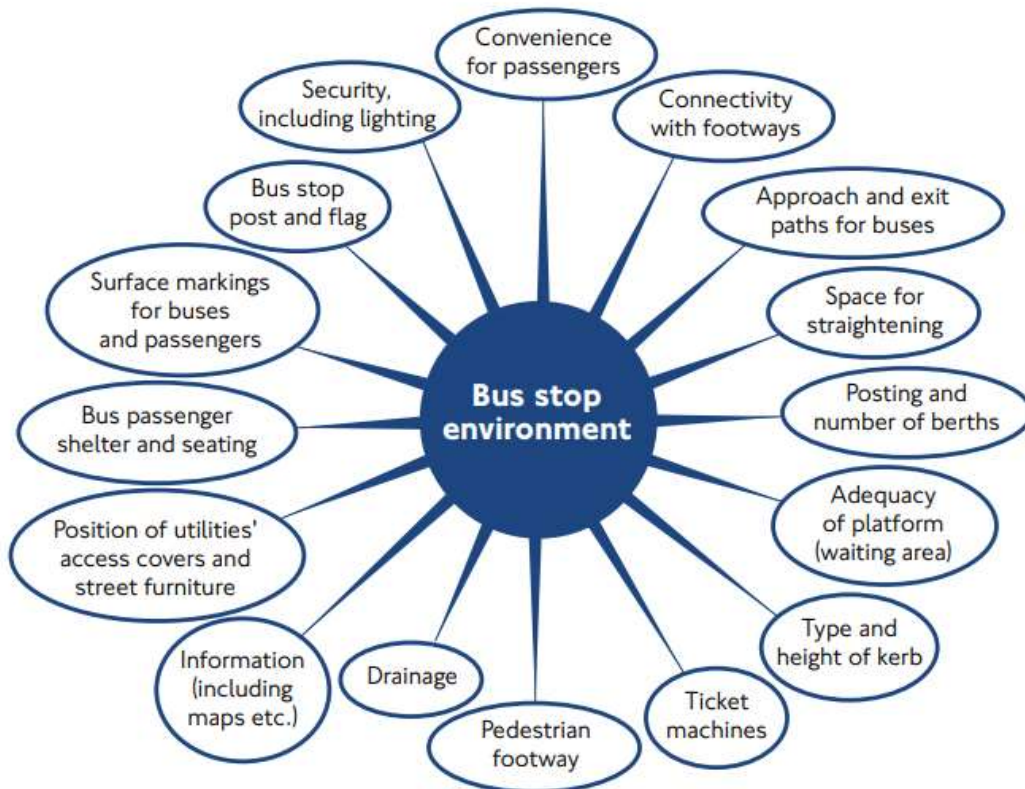 Convenience
for passengers
Connectivity
with footways
Approach and exit
paths for buses
Space for
straightening
Posting and
number of berths
Adequacy
of platform
(waiting area)
Type and
height of kerb
Ticket
machines
Pedestrian
footway
Drainage
Information
(including
maps etc.)
Position of utilities'
access covers and
street furniture
Bus passenger
shelter and seating
Surface markings
for buses
and passengers
Bus stop
post and flag
Security,
including lighting
Bus stop
environment